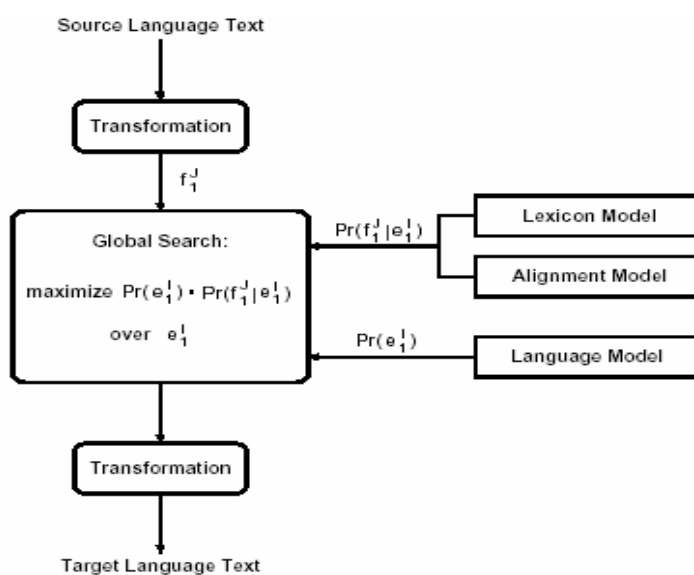 Source Language Text
Transformation
f₁ᴶ
Global Search:
maximize Pr(e₁ᴵ) · Pr(f₁ᴶ|e₁ᴵ)
over e₁ᴵ
Pr(f₁ᴶ|e₁ᴵ)
Lexicon Model
Alignment Model
Pr(e₁ᴵ)
Language Model
Transformation
Target Language Text